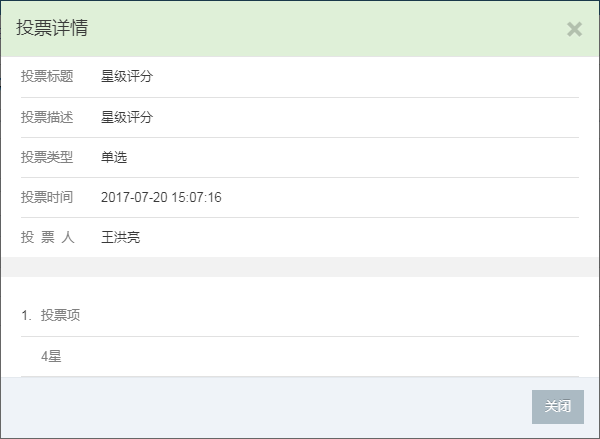 投票详情
投票标题 星级评分
投票描述 星级评分
投票类型 单选
投票时间 2017-07-20 15:07:16
投 票 人 王洪亮
1. 投票项
4星
关闭